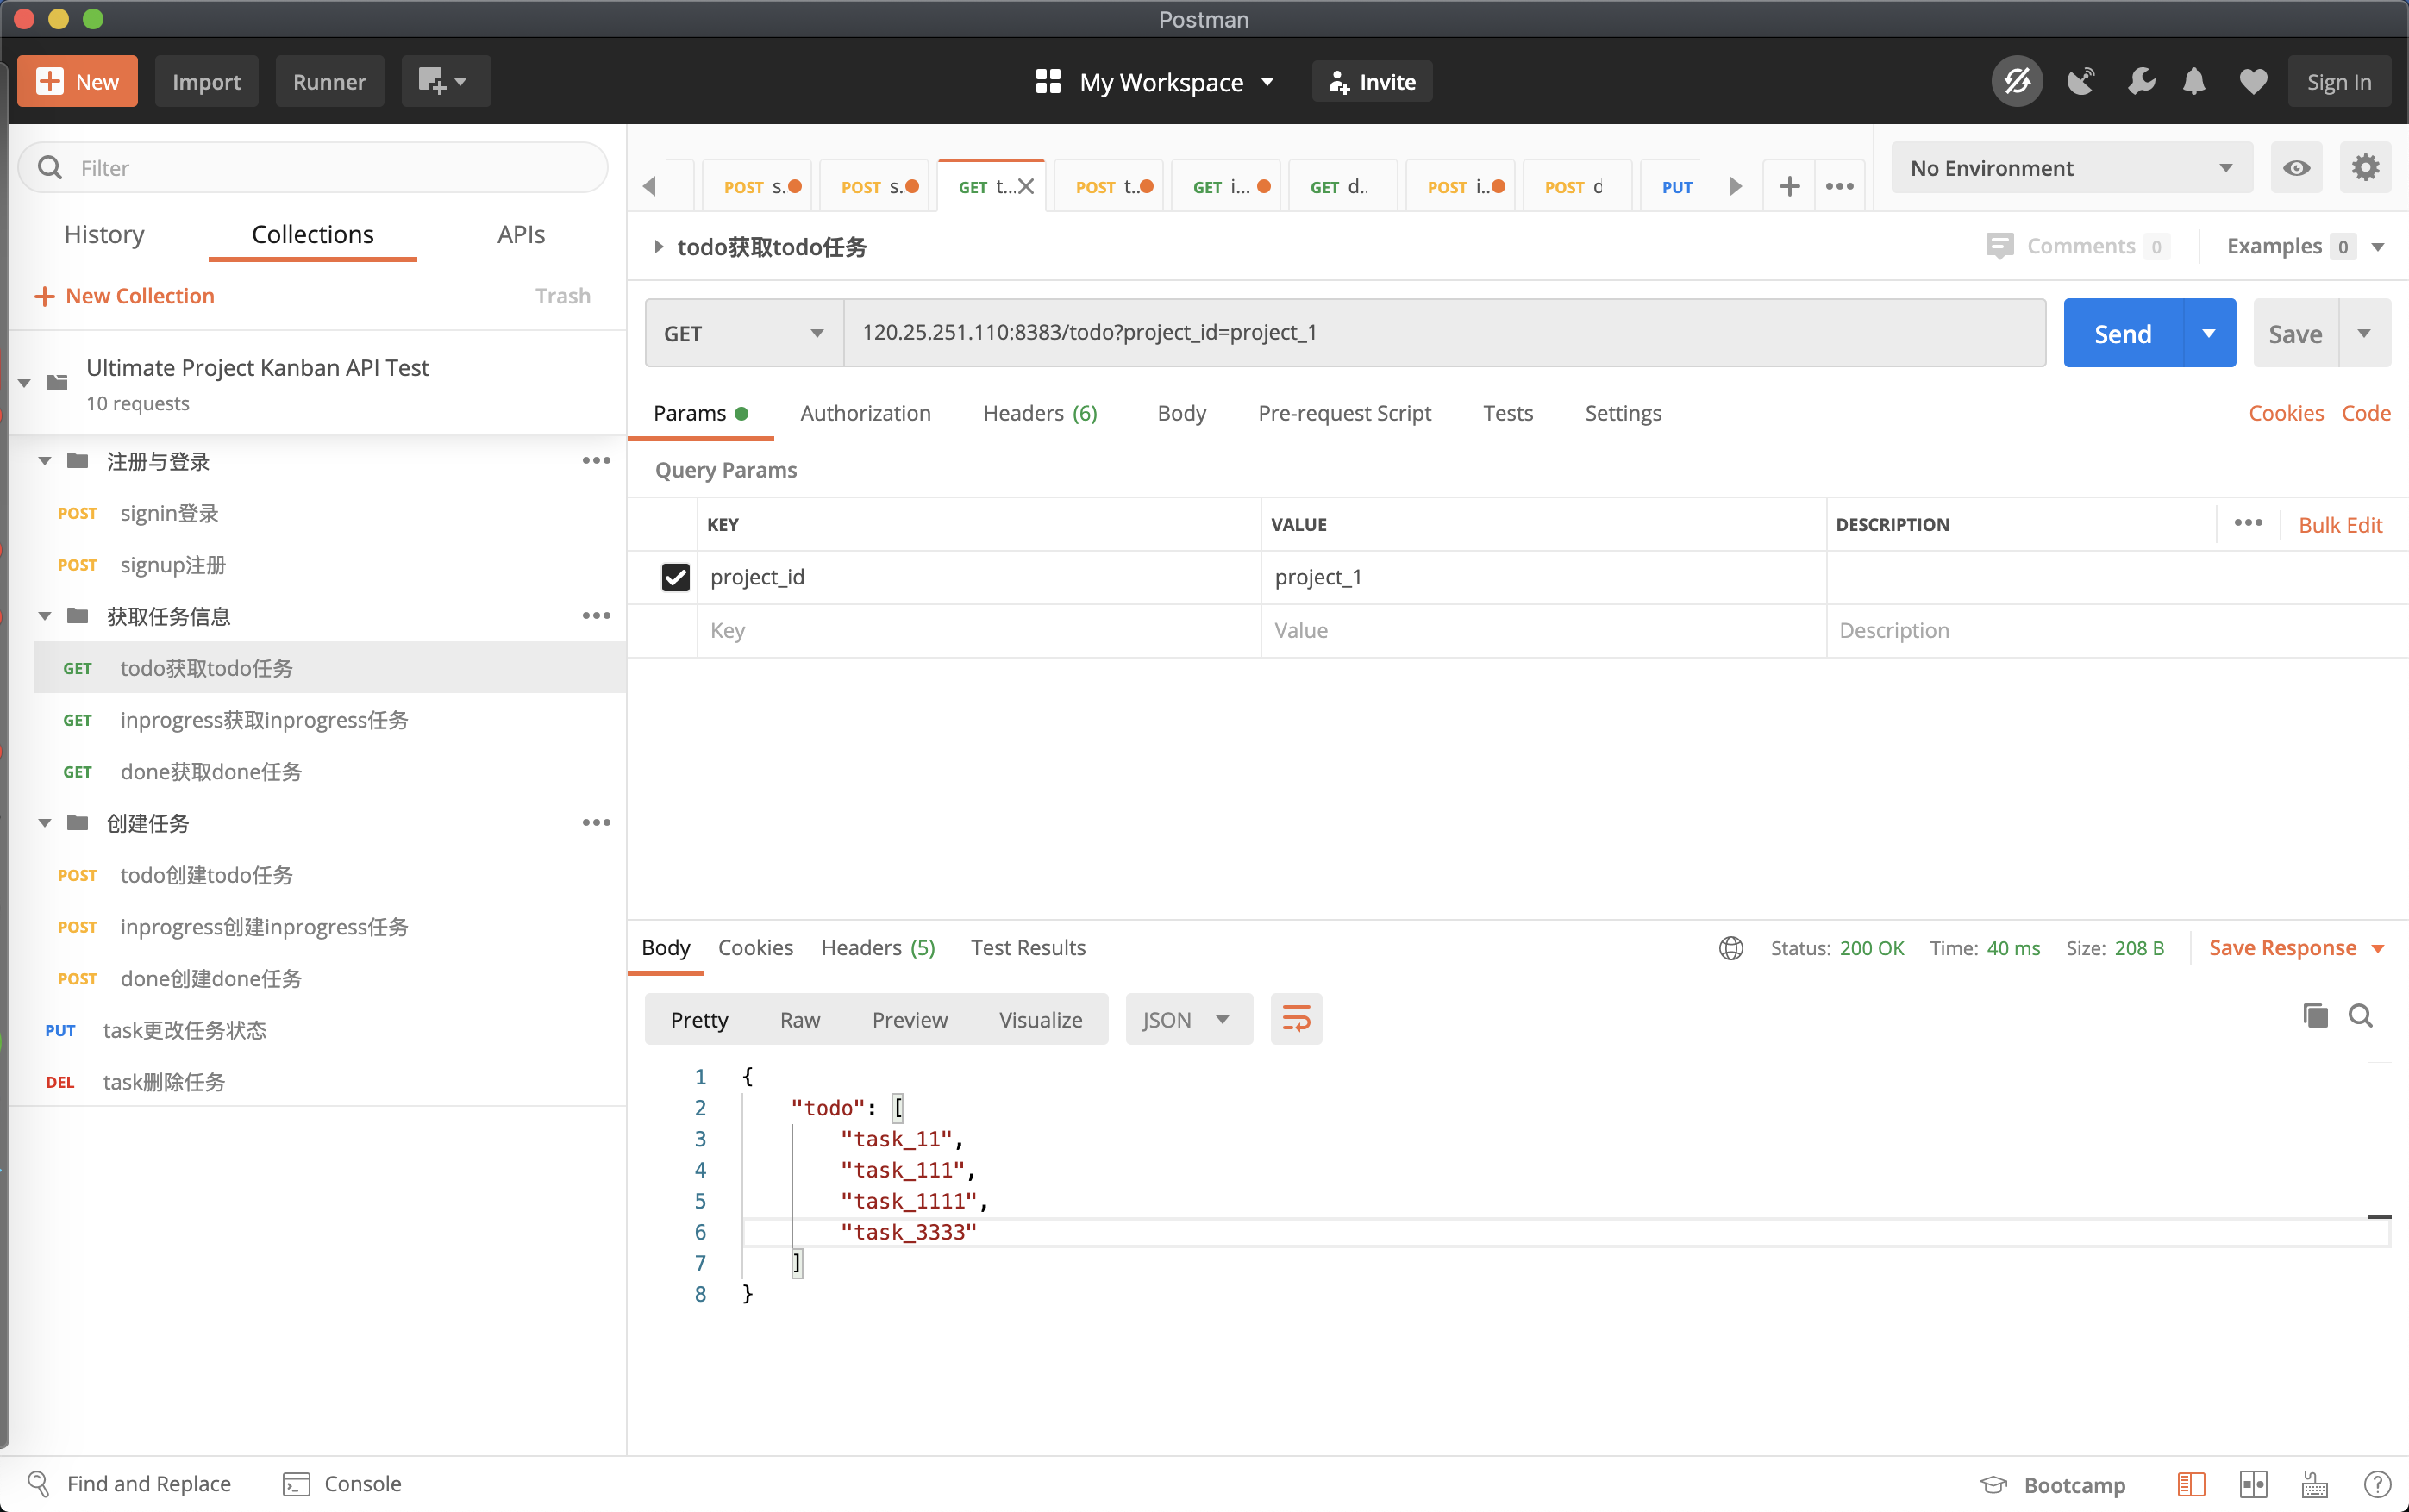 Postman
New
Import
Runner
My Workspace
Invite
Sign In
Filter
History
Collections
APIs
New Collection
Trash
Ultimate Project Kanban API Test
10 requests
注册与登录
POST signin登录
POST signup注册
获取任务信息
GET todo获取todo任务
GET inprogress获取inprogress任务
GET done获取done任务
创建任务
POST todo创建todo任务
POST inprogress创建inprogress任务
POST done创建done任务
PUT task更改任务状态
DEL task删除任务
POST s.
POST s.
GET t...
POST t..
GET i...
GET d..
POST i..
POST d
PUT
No Environment
todo获取todo任务
Comments 0
Examples 0
GET
120.25.251.110:8383/todo?project_id=project_1
Send
Save
Params
Authorization
Headers (6)
Body
Pre-request Script
Tests
Settings
Cookies
Code
Query Params
KEY VALUE DESCRIPTION
Bulk Edit
project_id project_1
Key Value Description
Body
Cookies
Headers (5)
Test Results
Status: 200 OK
Time: 40 ms
Size: 208 B
Save Response
Pretty
Raw
Preview
Visualize
JSON
1 {
2 "todo": [
3 "task_11",
4 "task_111",
5 "task_1111",
6 "task_3333"
7 ]
8 }
Find and Replace
Console
Bootcamp